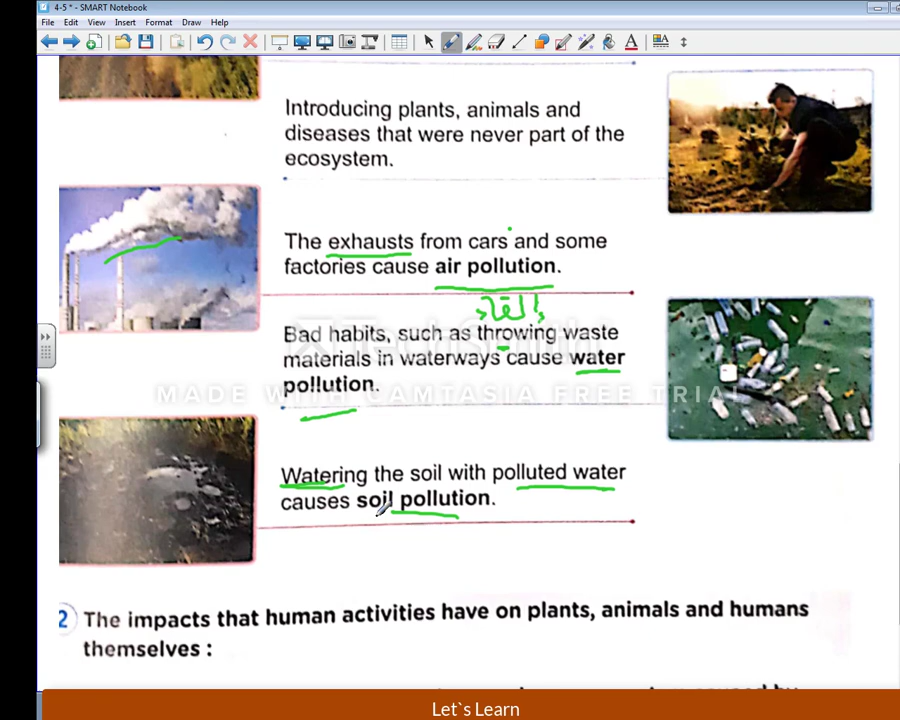 4-5 * - SMART Notebook
File Edit View Insert Format Draw Help
Introducing plants, animals and
diseases that were never part of the
ecosystem.
The exhausts from cars and some
factories cause air pollution.
إلقاء
Bad habits, such as throwing waste
materials in waterways cause water
pollution.
MADE WITH CAMTASIA FREE TRIAL
Watering the soil with polluted water
causes soil pollution.
2 The impacts that human activities have on plants, animals and humans
themselves :
Let`s Learn